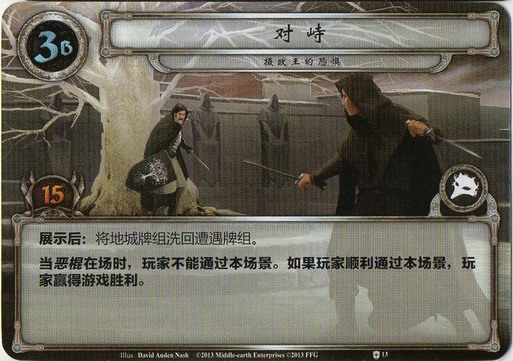 3B
对峙
摄政王的恐惧
15
展示后：将地城牌组洗回遭遇牌组。
当恶棍在场时，玩家不能通过本场景。如果玩家顺利通过本场景，玩
家赢得游戏胜利。
Illus. David Auden Nash ©2013 Middle-earth Enterprises ©2013 FFG 13